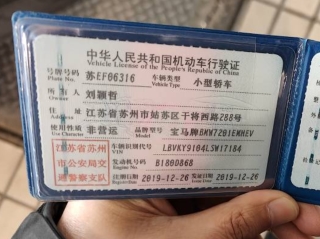 中华人民共和国机动车行驶证
Vehicle License of the People's Republic of China
号牌号码 苏EF06316 车辆类型 小型轿车
Plate No. Vehicle Type
所有人 刘颖哲
Owner
住址 江苏省苏州市姑苏区干将西路288号
Address
使用性质 非营运 品牌型号 宝马牌BMW7201EMHEV
Use Character Model
江苏省苏州 车辆识别代号 LBVKY9104LSW17184
VIN
市公安局交 发动机号码 B1800868
Engine No.
通警察支队 注册日期 2019-12-26 发证日期 2019-12-26
Register Date Issue Date